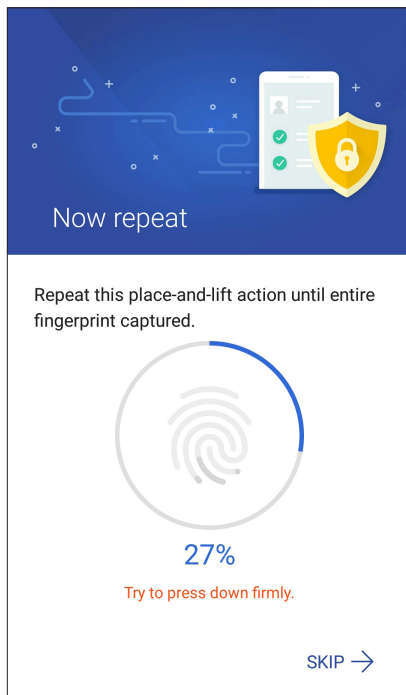 Now repeat
Repeat this place-and-lift action until entire
fingerprint captured.
27%
Try to press down firmly.
SKIP